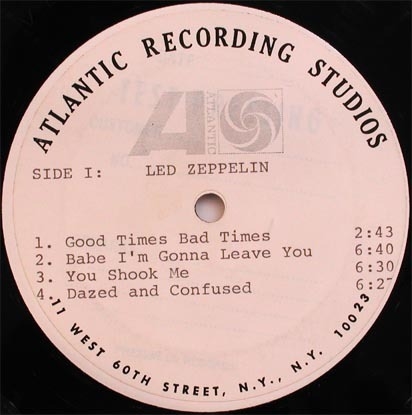 ATLANTIC RECORDING STUDIOS
ATLANTIC
SIDE I: LED ZEPPELIN
1. Good Times Bad Times 2:43
2. Babe I'm Gonna Leave You 6:40
3. You Shook Me 6:30
4. Dazed and Confused 6:27
11 WEST 60TH STREET, N.Y., N.Y. 10023